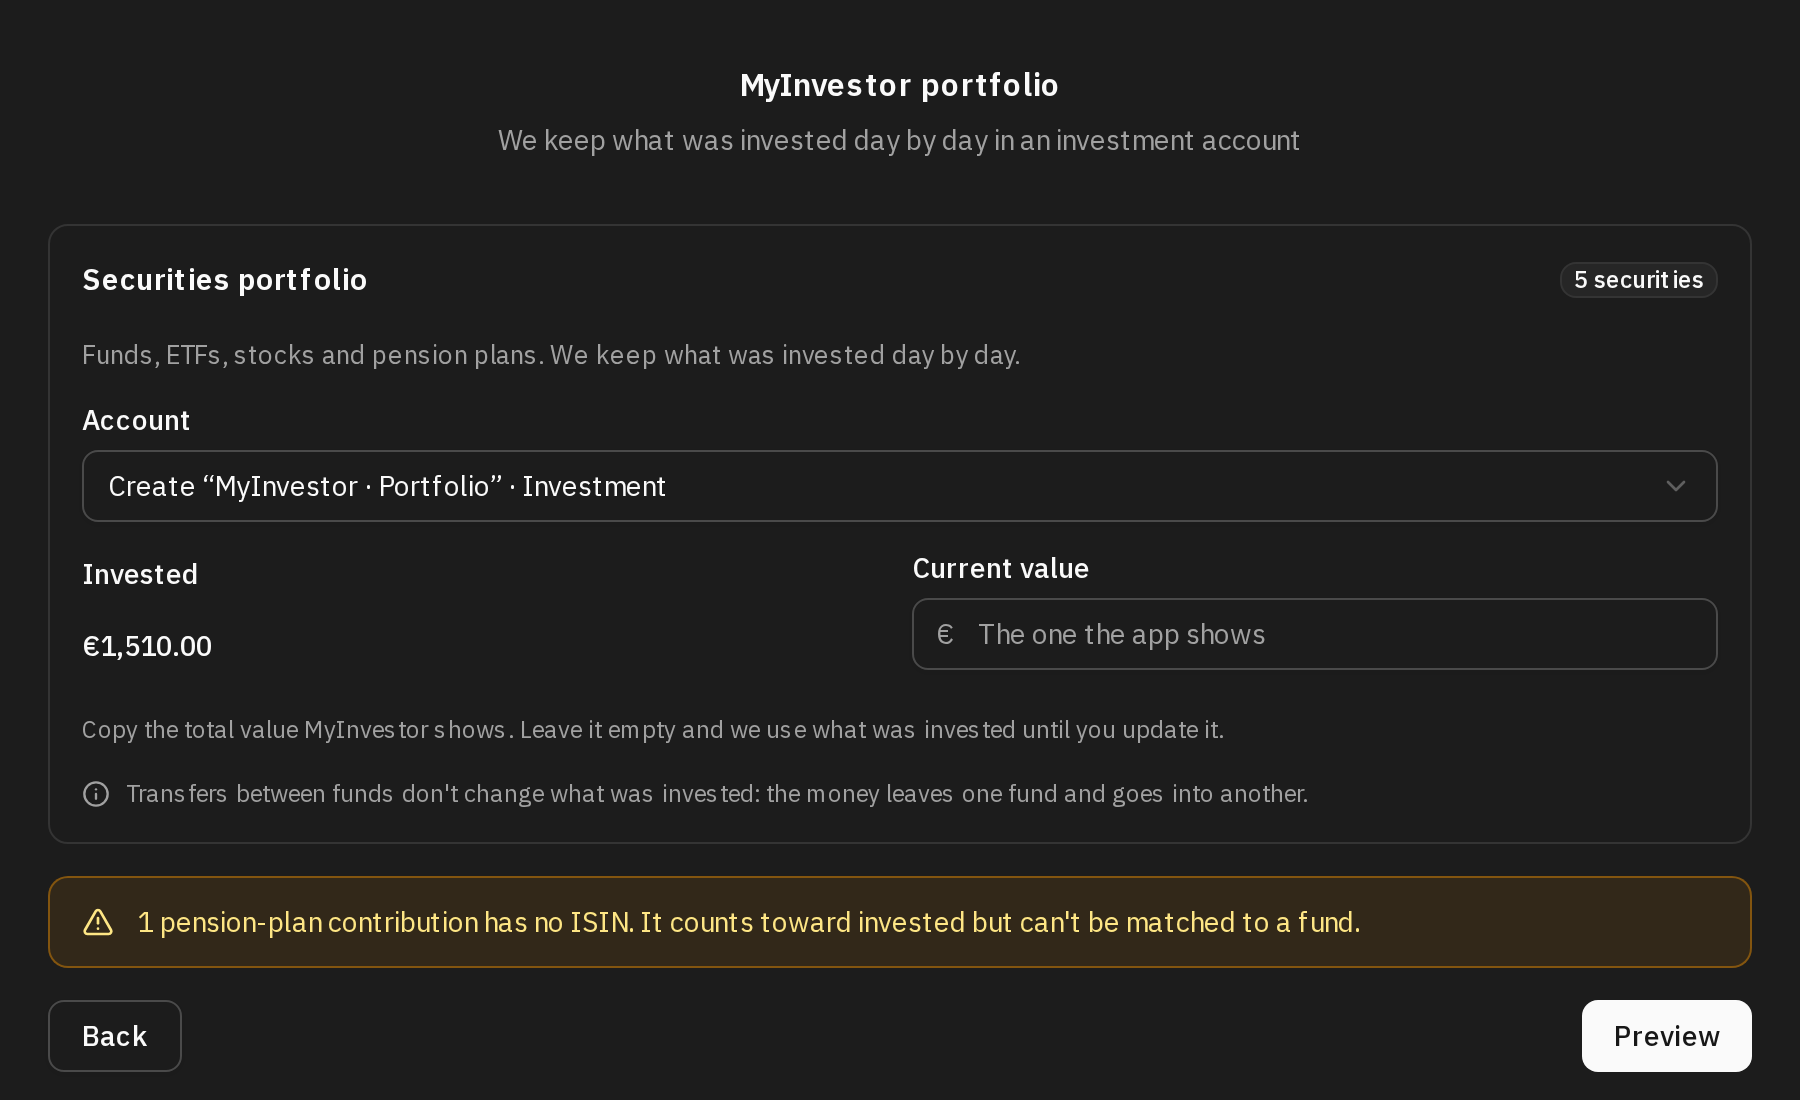 MyInvestor portfolio
We keep what was invested day by day in an investment account
Securities portfolio
5 securities
Funds, ETFs, stocks and pension plans. We keep what was invested day by day.
Account
Create “MyInvestor · Portfolio” · Investment
Invested
Current value
€1,510.00
€ The one the app shows
Copy the total value MyInvestor shows. Leave it empty and we use what was invested until you update it.
Transfers between funds don't change what was invested: the money leaves one fund and goes into another.
1 pension-plan contribution has no ISIN. It counts toward invested but can't be matched to a fund.
Back
Preview